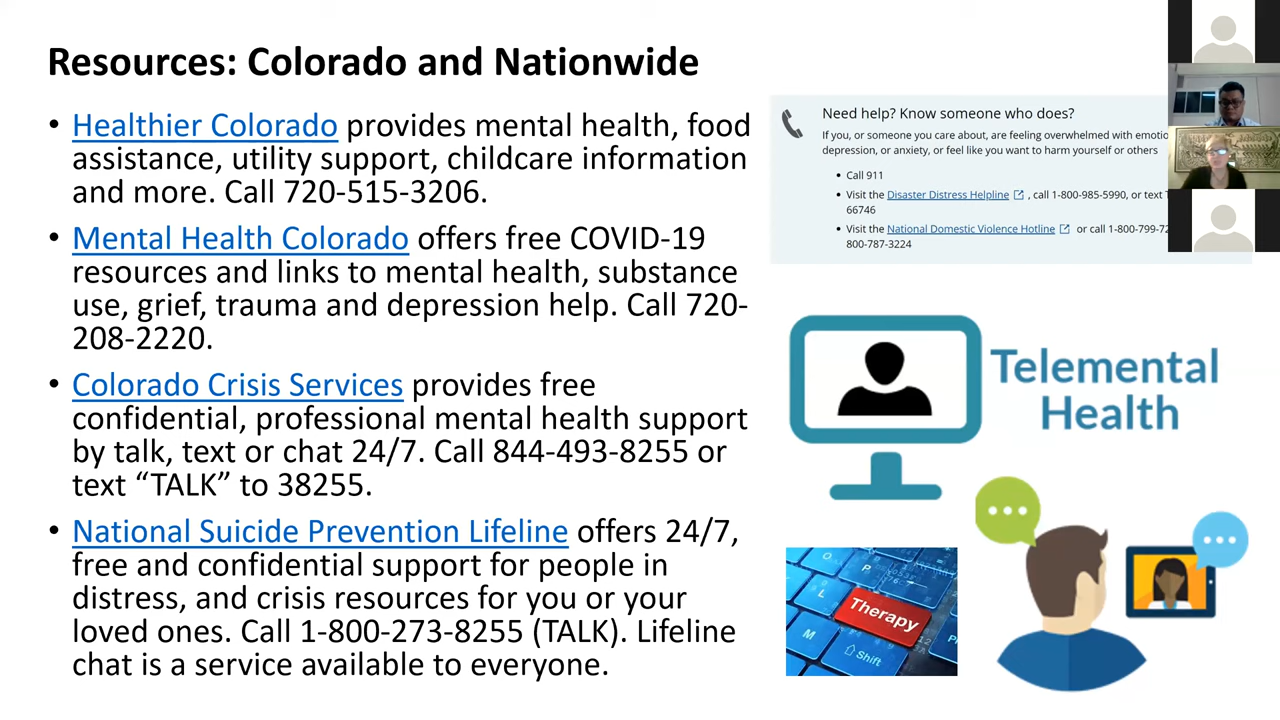 Resources: Colorado and Nationwide
• Healthier Colorado provides mental health, food
assistance, utility support, childcare information
and more. Call 720-515-3206.
• Mental Health Colorado offers free COVID-19
resources and links to mental health, substance
use, grief, trauma and depression help. Call 720-
208-2220.
• Colorado Crisis Services provides free
confidential, professional mental health support
by talk, text or chat 24/7. Call 844-493-8255 or
text “TALK” to 38255.
• National Suicide Prevention Lifeline offers 24/7,
free and confidential support for people in
distress, and crisis resources for you or your
loved ones. Call 1-800-273-8255 (TALK). Lifeline
chat is a service available to everyone.
Need help? Know someone who does?
If you, or someone you care about, are feeling overwhelmed with
depression, or anxiety, or feel like you want to harm yourself or others
• Call 911
• Visit the Disaster Distress Helpline , call 1-800-985-5990, or text
66746
• Visit the National Domestic Violence Hotline or call 1-800-799-
800-787-3224
Telemental
Health
O
P
L
Therapy
M
Shift